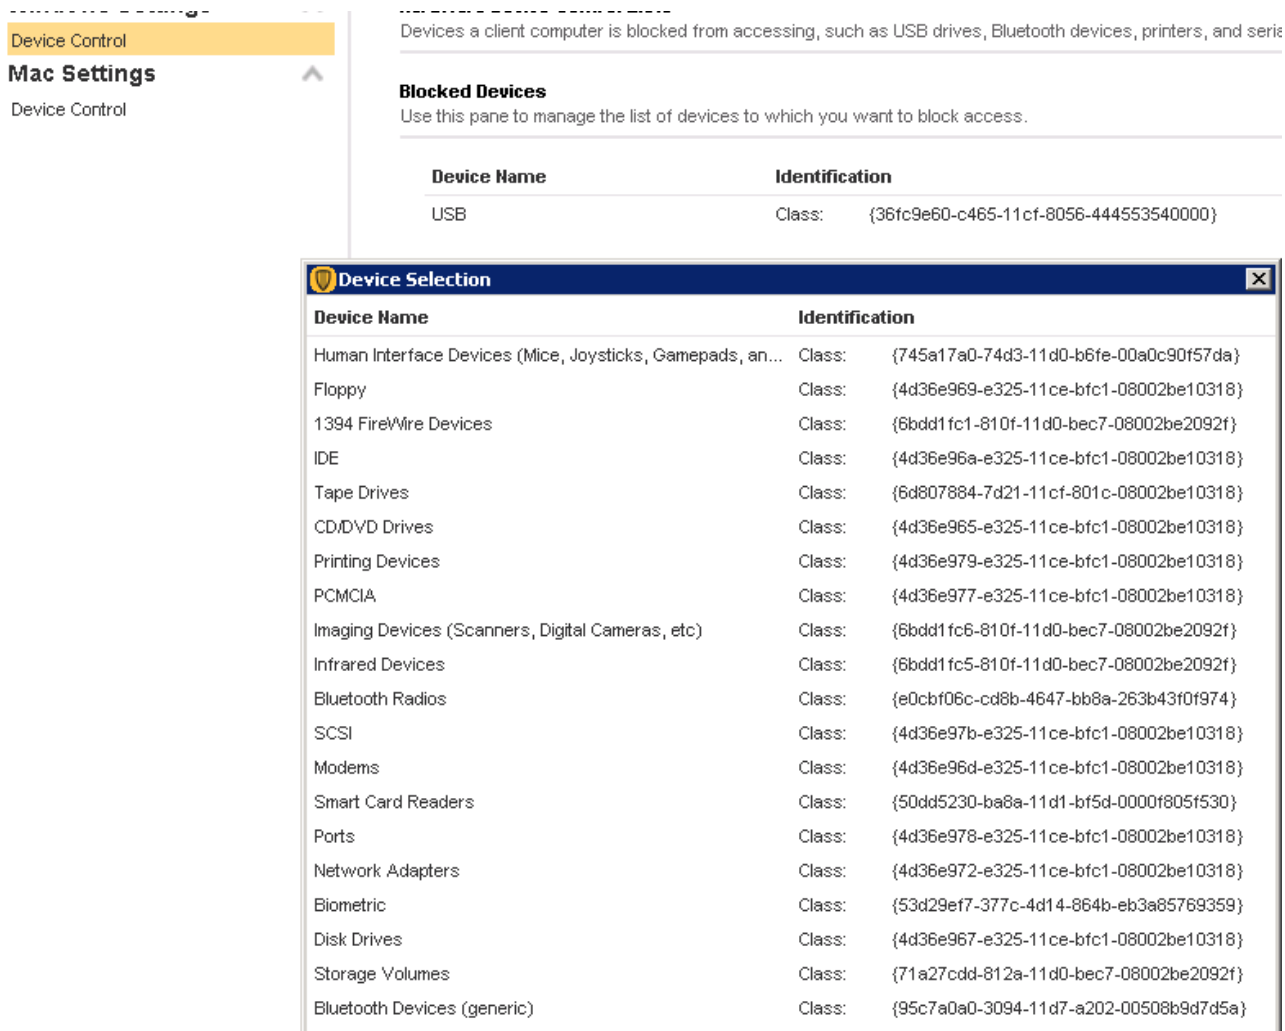 Device Control
Devices a client computer is blocked from accessing, such as USB drives, Bluetooth devices, printers, and
Mac Settings
Device Control
Blocked Devices
Use this pane to manage the list of devices to which you want to block access.
Device Name Identification
USB Class: {36fc9e60-c465-11cf-8056-444553540000}
Device Selection
Device Name Identification
Human Interface Devices (Mice, Joysticks, Gamepads, an... Class: {745a17a0-74d3-11d0-b6fe-00a0c90f57da}
Floppy Class: {4d36e969-e325-11ce-bfc1-08002be10318}
1394 FireWire Devices Class: {6bdd1fc1-810f-11d0-bec7-08002be2092f}
IDE Class: {4d36e96a-e325-11ce-bfc1-08002be10318}
Tape Drives Class: {6d807884-7d21-11cf-801c-08002be10318}
CD/DVD Drives Class: {4d36e965-e325-11ce-bfc1-08002be10318}
Printing Devices Class: {4d36e979-e325-11ce-bfc1-08002be10318}
PCMCIA Class: {4d36e977-e325-11ce-bfc1-08002be10318}
Imaging Devices (Scanners, Digital Cameras, etc) Class: {6bdd1fc6-810f-11d0-bec7-08002be2092f}
Infrared Devices Class: {6bdd1fc5-810f-11d0-bec7-08002be2092f}
Bluetooth Radios Class: {e0cbf06c-cd8b-4647-bb8a-263b43f0f974}
SCSI Class: {4d36e97b-e325-11ce-bfc1-08002be10318}
Modems Class: {4d36e96d-e325-11ce-bfc1-08002be10318}
Smart Card Readers Class: {50dd5230-ba8a-11d1-bf5d-0000f805f530}
Ports Class: {4d36e978-e325-11ce-bfc1-08002be10318}
Network Adapters Class: {4d36e972-e325-11ce-bfc1-08002be10318}
Biometric Class: {53d29ef7-377c-4d14-864b-eb3a85769359}
Disk Drives Class: {4d36e967-e325-11ce-bfc1-08002be10318}
Storage Volumes Class: {71a27cdd-812a-11d0-bec7-08002be2092f}
Bluetooth Devices (generic) Class: {95c7a0a0-3094-11d7-a202-00508b9d7d5a}